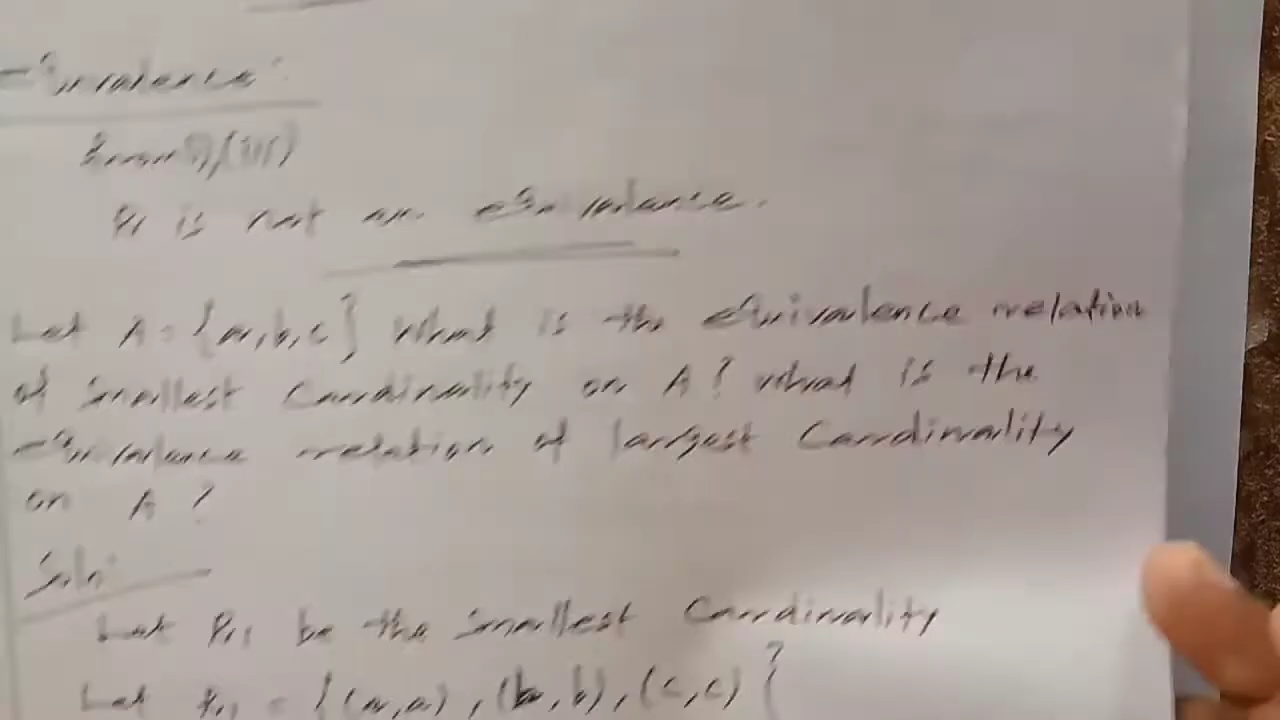 Equivalence:
R is not an equivalence.
Let A = {a,b,c} what is the equivalence relation
of smallest Cardinality on A? what is the
equivalence relation of largest Cardinality
on A?
Soln:
Let R1 be the smallest Cardinality
Let R1 = {(a,a), (b,b), (c,c)}